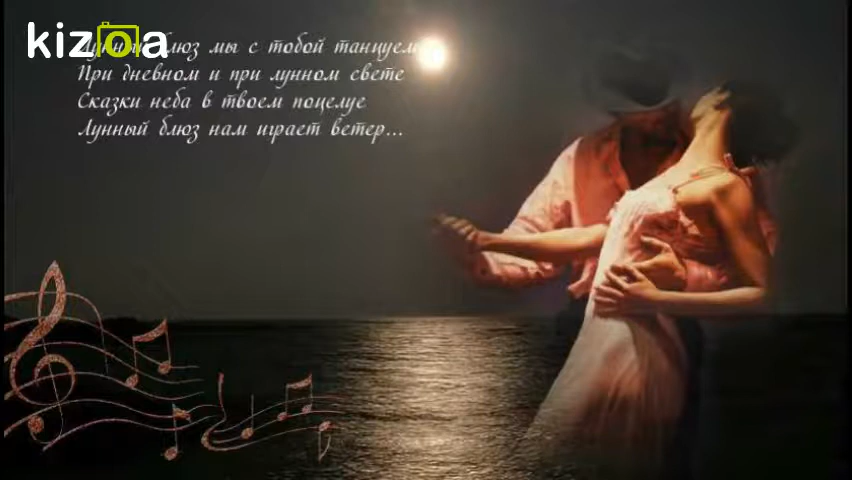 kizoa
Лунный блюз мы с тобой танцуем
При дневном и при лунном свете
Сказки неба в твоем поцелуе
Лунный блюз нам играет ветер...